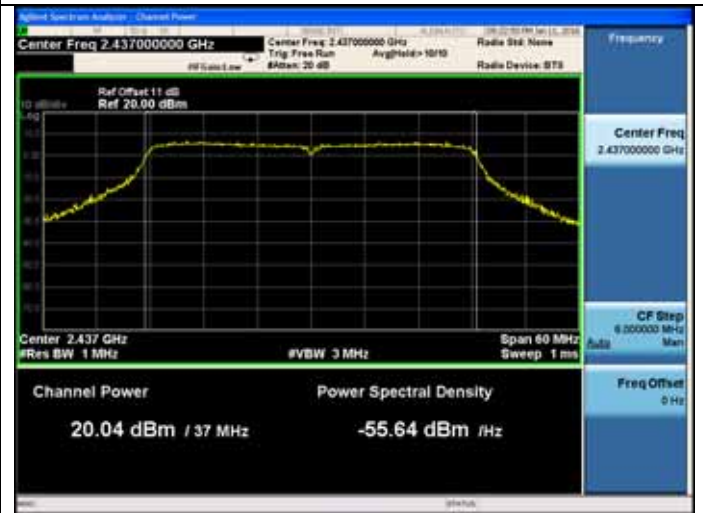 Agilent Spectrum Analyzer - Channel Power
Center Freq 2.437000000 GHz
Center Freq: 2.437000000 GHz
Radio Std: None
Trig: Free Run
Avg|Hold:> 10/10
#IFGain:Low
#Atten: 20 dB
Radio Device: BTS
Ref Offset 11 dB
10 dB/div
Ref 20.00 dBm
Log
Center 2.437 GHz
Span 60 MHz
#Res BW 1 MHz
#VBW 3 MHz
Sweep 1 ms
Channel Power
Power Spectral Density
20.04 dBm / 37 MHz
-55.64 dBm /Hz
Frequency
Center Freq
2.437000000 GHz
CF Step
6.000000 MHz
Auto
Man
Freq Offset
0 Hz
MSG
STATUS